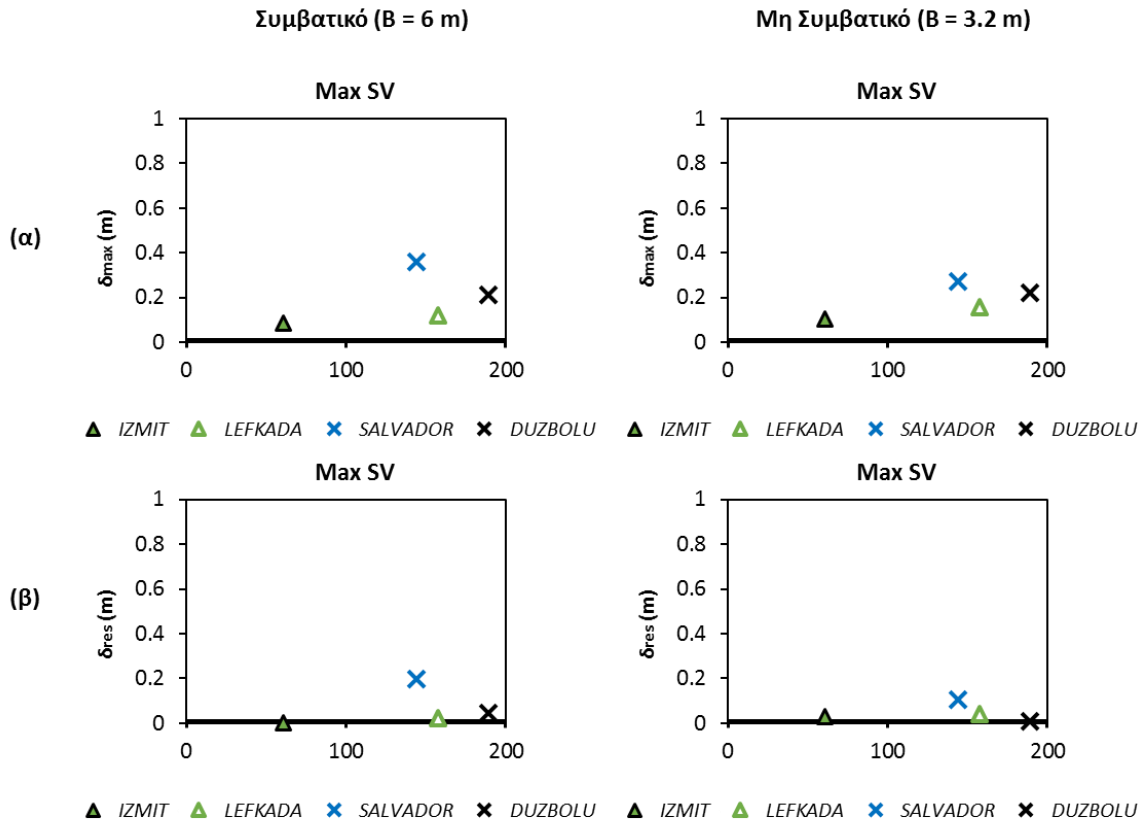 Συμβατικό (B = 6 m)
Μη Συμβατικό (B = 3.2 m)
(α)
Max SV
δmax (m)
1
0.8
0.6
0.4
0.2
0
0 100 200
IZMIT LEFKADA SALVADOR DUZBOLU
Max SV
δmax (m)
1
0.8
0.6
0.4
0.2
0
0 100 200
IZMIT LEFKADA SALVADOR DUZBOLU
(β)
Max SV
δres (m)
1
0.8
0.6
0.4
0.2
0
0 100 200
IZMIT LEFKADA SALVADOR DUZBOLU
Max SV
δres (m)
1
0.8
0.6
0.4
0.2
0
0 100 200
IZMIT LEFKADA SALVADOR DUZBOLU